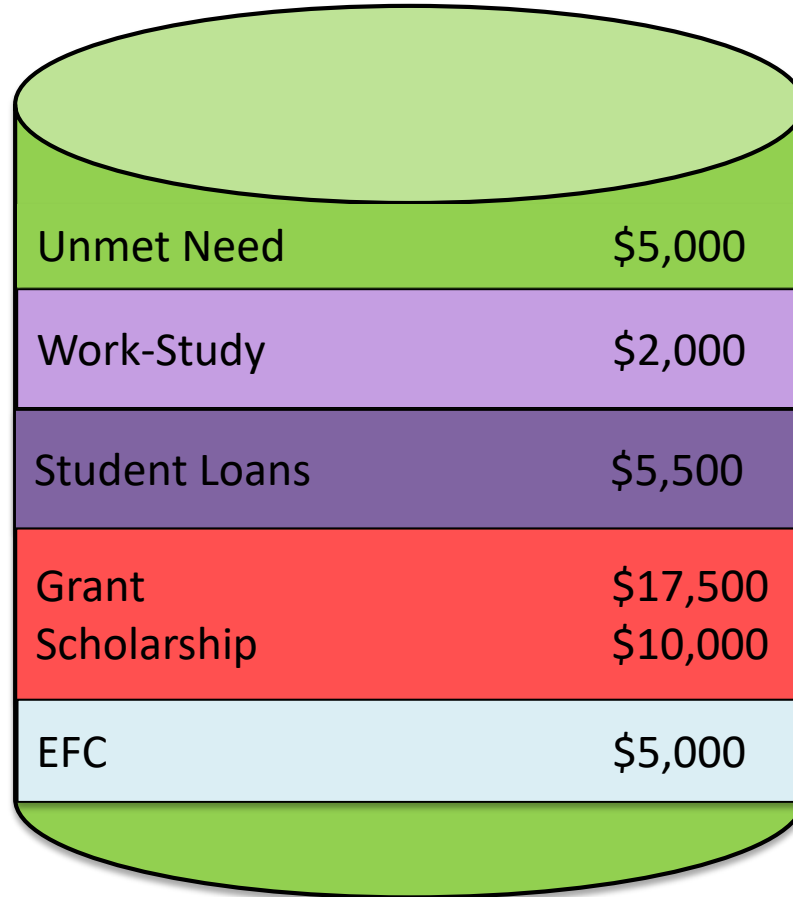 Unmet Need $5,000
Work-Study $2,000
Student Loans $5,500
Grant $17,500
Scholarship $10,000
EFC $5,000